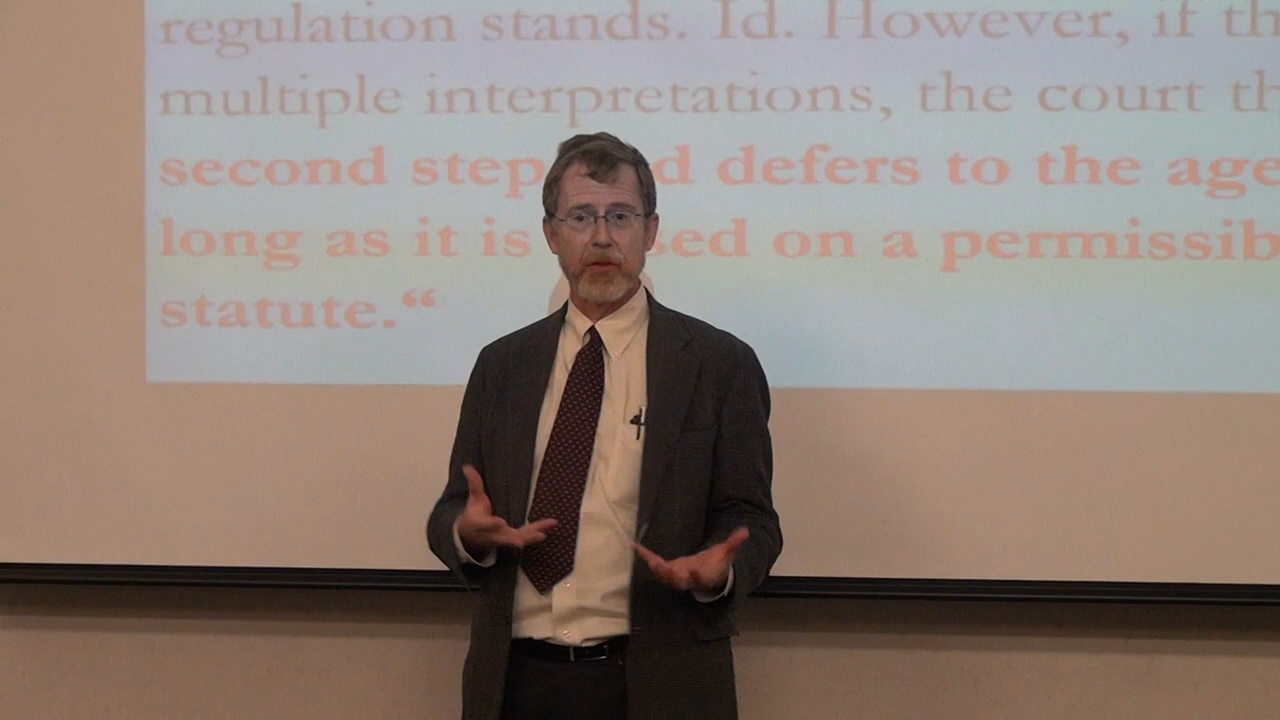 regulation stands. Id. However, if th
multiple interpretations, the court th
second step d defers to the age
long as it is sed on a permissib
statute.“